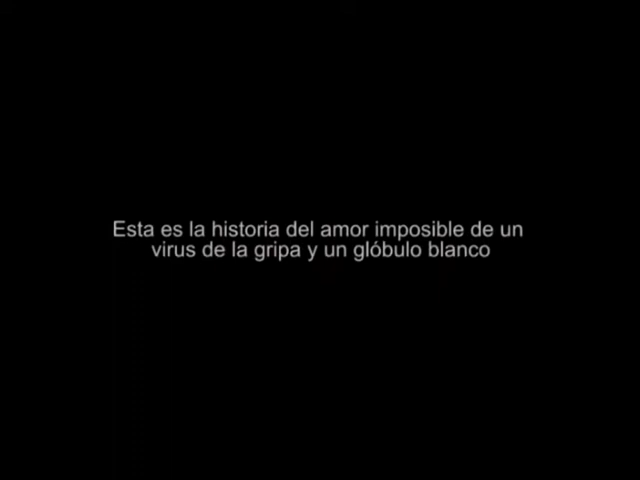 Esta es la historia del amor imposible de un
virus de la gripa y un glóbulo blanco